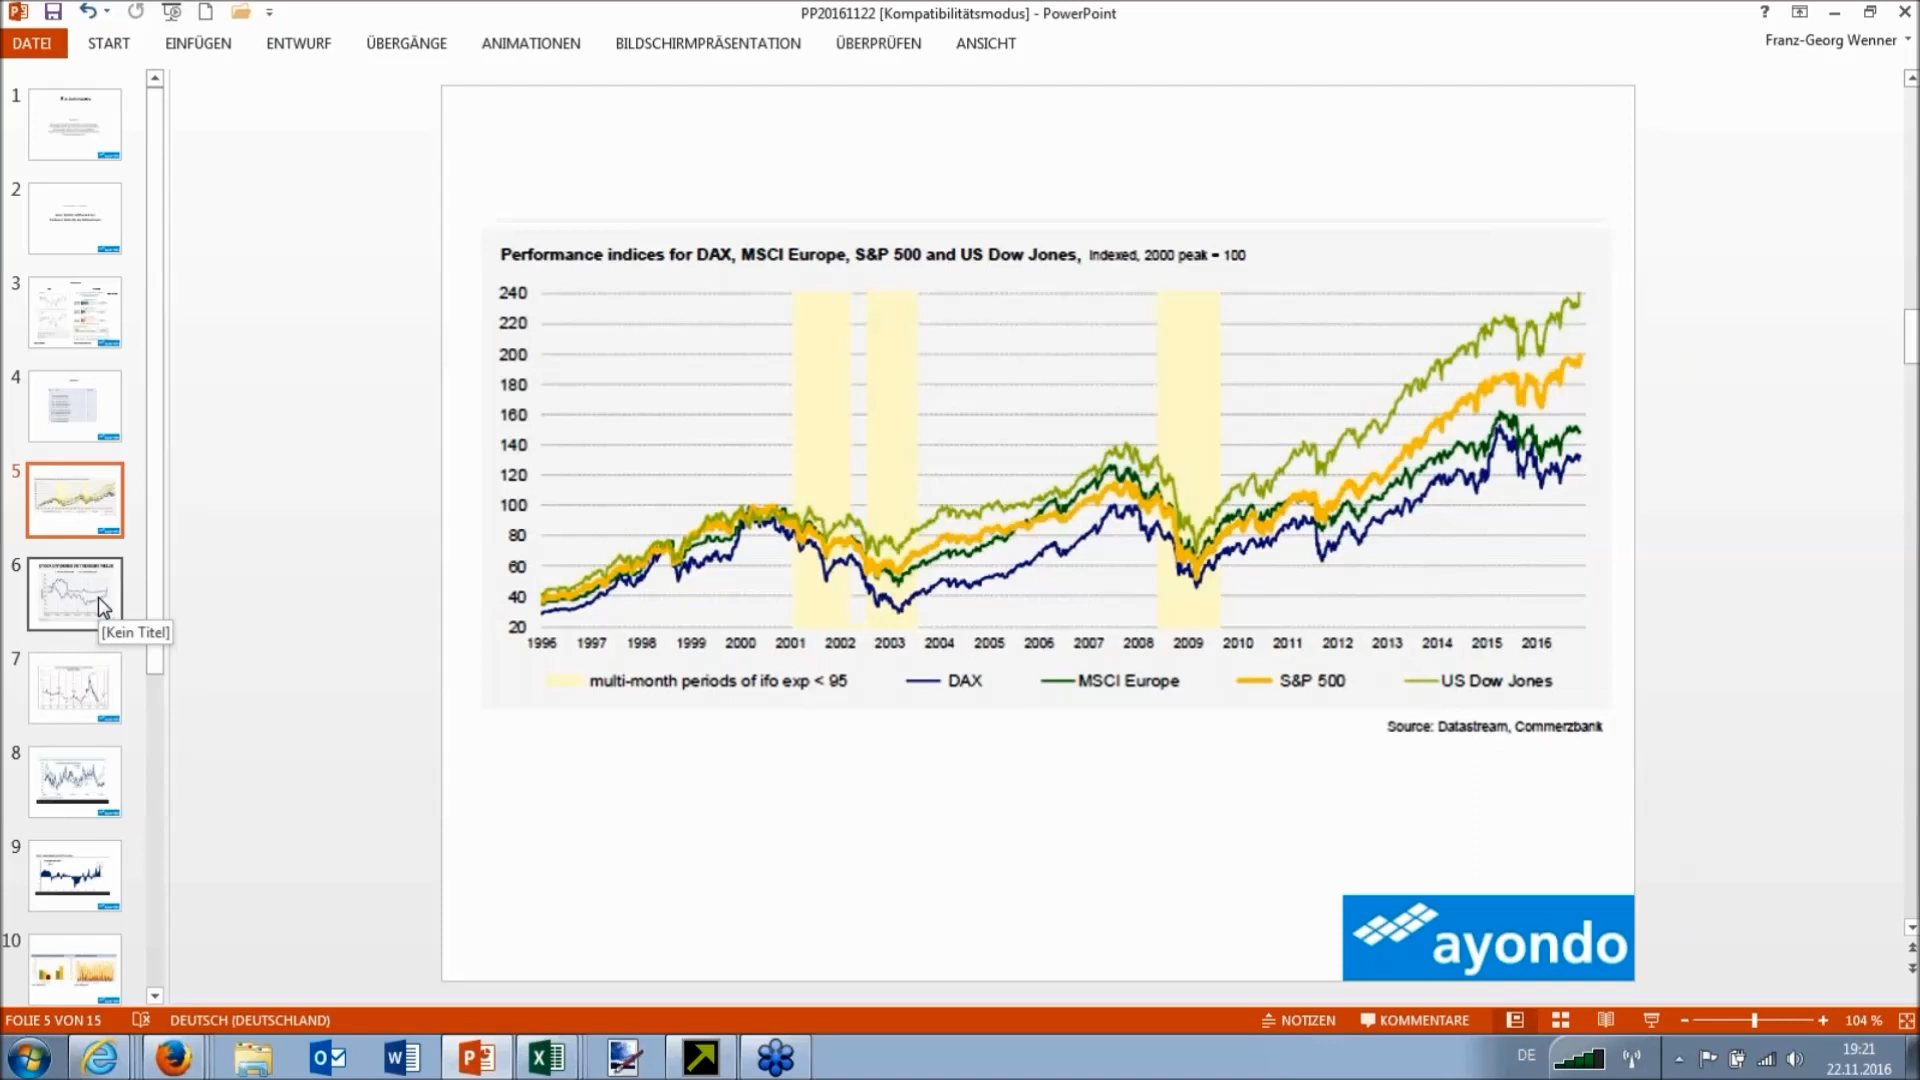 PP20161122 [Kompatibilitätsmodus] - PowerPoint
?
DATEI START EINFÜGEN ENTWURF ÜBERGÄNGE ANIMATIONEN BILDSCHIRMPRÄSENTATION ÜBERPRÜFEN ANSICHT
Franz-Georg Wenner
1
2
3
4
5
6
[Kein Titel]
7
8
9
10
Performance indices for DAX, MSCI Europe, S&P 500 and US Dow Jones, Indexed, 2000 peak = 100
240
220
200
180
160
140
120
100
80
60
40
20
1996 1997 1998 1999 2000 2001 2002 2003 2004 2005 2006 2007 2008 2009 2010 2011 2012 2013 2014 2015 2016
multi-month periods of ifo exp < 95 DAX MSCI Europe S&P 500 US Dow Jones
Source: Datastream, Commerzbank
ayondo
FOLIE 5 VON 15 DEUTSCH (DEUTSCHLAND) NOTIZEN KOMMENTARE 104 %
DE
19:21
22.11.2016